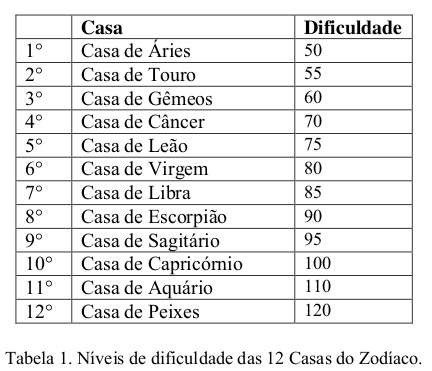 Casa Dificuldade
1° Casa de Áries 50
2° Casa de Touro 55
3° Casa de Gêmeos 60
4° Casa de Câncer 70
5° Casa de Leão 75
6° Casa de Virgem 80
7° Casa de Libra 85
8° Casa de Escorpião 90
9° Casa de Sagitário 95
10° Casa de Capricórnio 100
11° Casa de Aquário 110
12° Casa de Peixes 120
Tabela 1. Níveis de dificuldade das 12 Casas do Zodíaco.